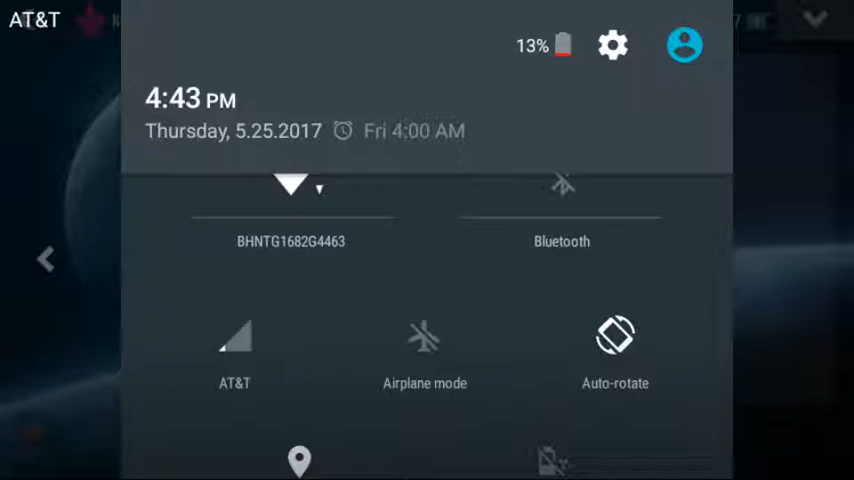 AT&T
13%
4:43 PM
Thursday, 5.25.2017 Fri 4:00 AM
BHNTG1682G4463 Bluetooth
AT&T Airplane mode Auto-rotate